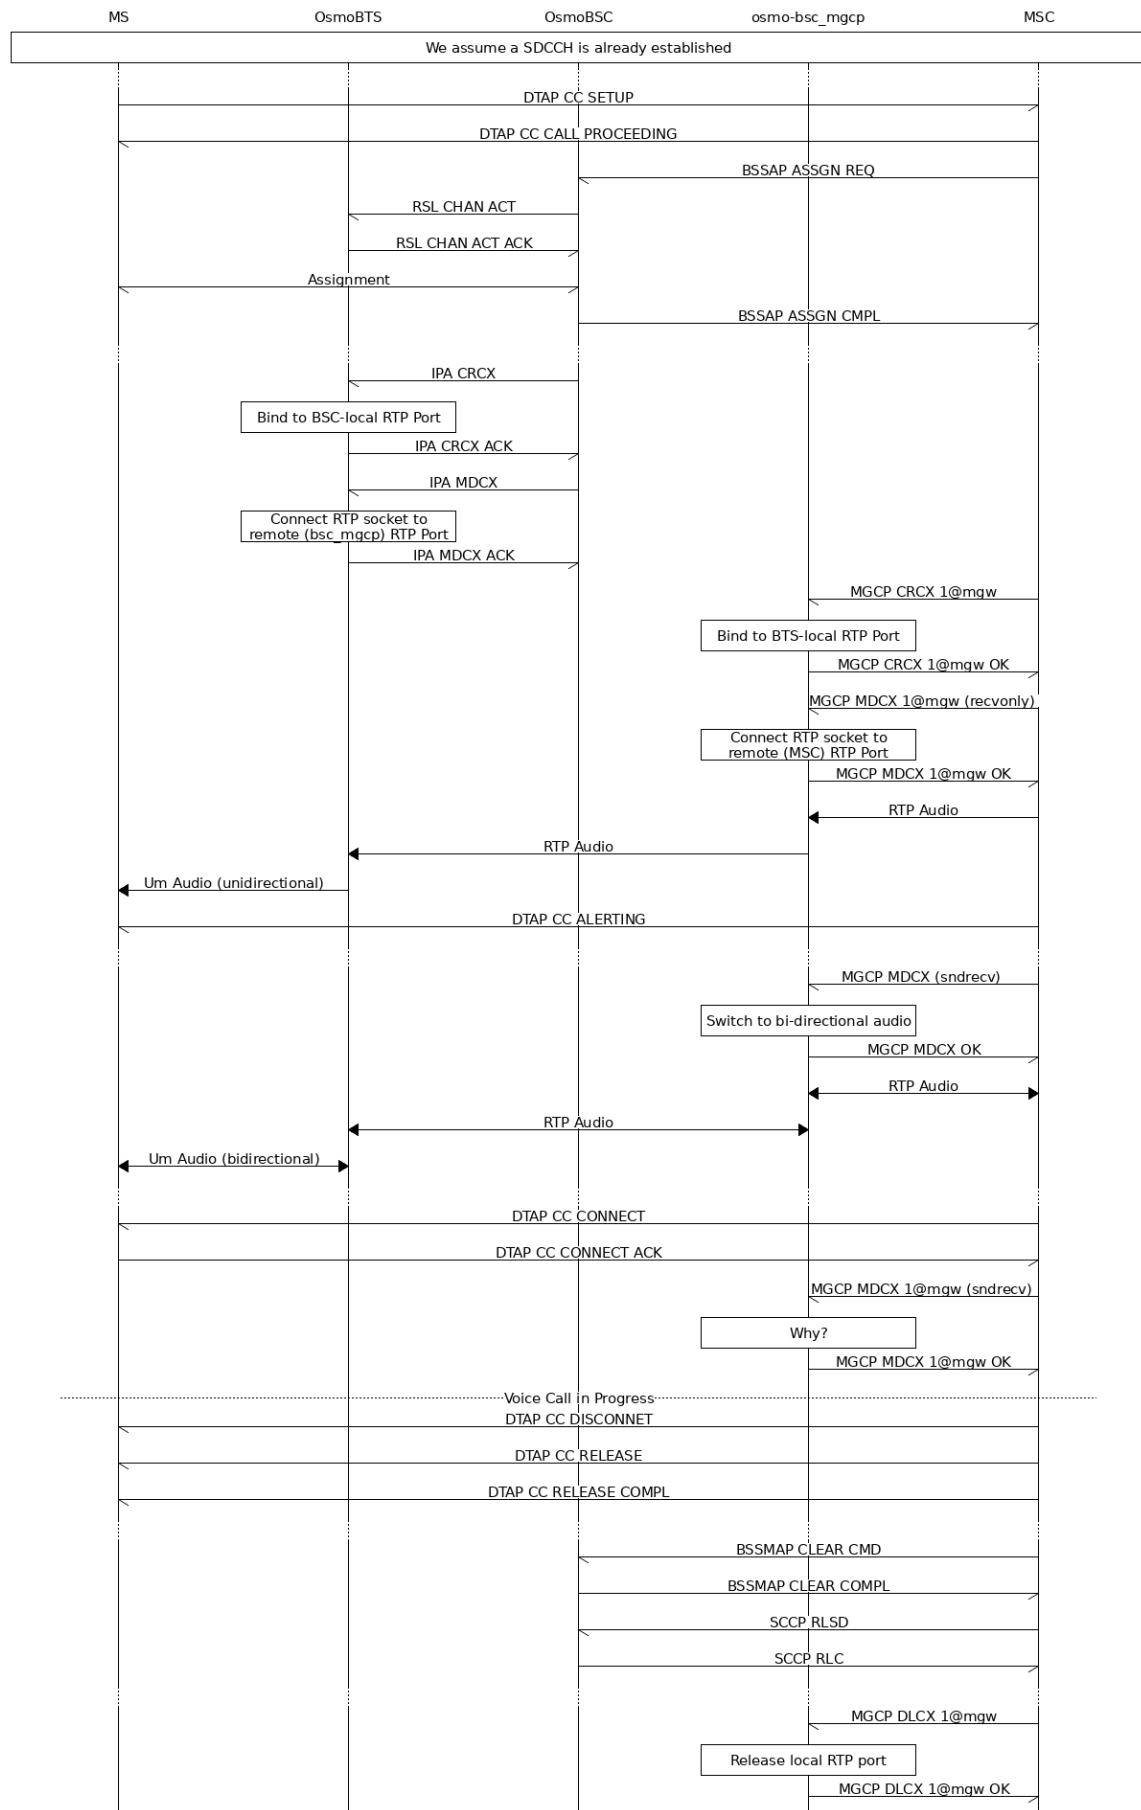 MS OsmoBTS OsmoBSC osmo-bsc_mgcp MSC
We assume a SDCCH is already established
DTAP CC SETUP
DTAP CC CALL PROCEEDING
BSSAP ASSGN REQ
RSL CHAN ACT
RSL CHAN ACT ACK
Assignment
BSSAP ASSGN CMPL
IPA CRCX
Bind to BSC-local RTP Port
IPA CRCX ACK
IPA MDCX
Connect RTP socket to
remote (bsc_mgcp) RTP Port
IPA MDCX ACK
MGCP CRCX 1@mgw
Bind to BTS-local RTP Port
MGCP CRCX 1@mgw OK
MGCP MDCX 1@mgw (recvonly)
Connect RTP socket to
remote (MSC) RTP Port
MGCP MDCX 1@mgw OK
RTP Audio
RTP Audio
Um Audio (unidirectional)
DTAP CC ALERTING
MGCP MDCX (sndrecv)
Switch to bi-directional audio
MGCP MDCX OK
RTP Audio
RTP Audio
Um Audio (bidirectional)
DTAP CC CONNECT
DTAP CC CONNECT ACK
MGCP MDCX 1@mgw (sndrecv)
Why?
MGCP MDCX 1@mgw OK
Voice Call in Progress
DTAP CC DISCONNET
DTAP CC RELEASE
DTAP CC RELEASE COMPL
BSSMAP CLEAR CMD
BSSMAP CLEAR COMPL
SCCP RLSD
SCCP RLC
MGCP DLCX 1@mgw
Release local RTP port
MGCP DLCX 1@mgw OK